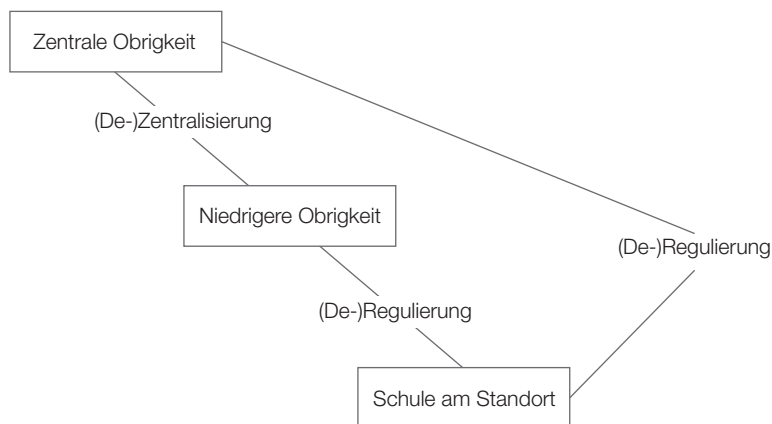 Zentrale Obrigkeit
(De-)Zentralisierung
Niedrigere Obrigkeit
(De-)Regulierung
(De-)Regulierung
Schule am Standort